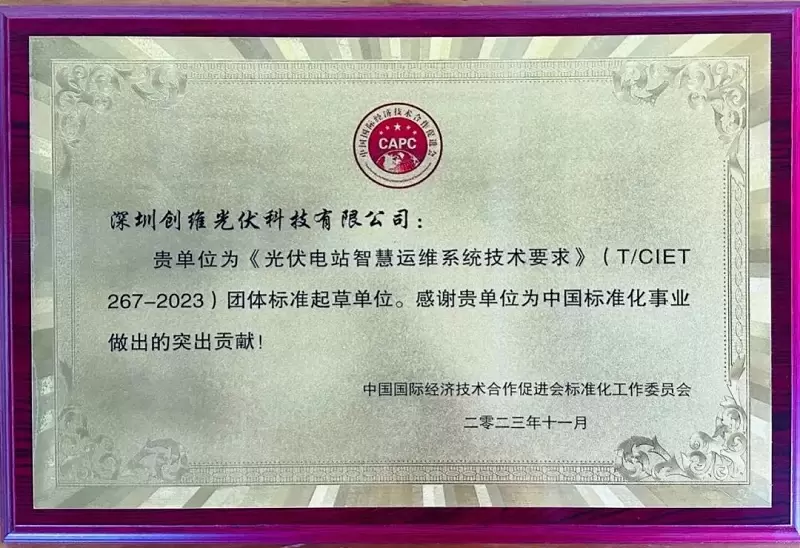 中国国际经济技术合作促进会
CAPC
深圳创维光伏科技有限公司：
贵单位为《光伏电站智慧运维系统技术要求》（T/CIET
267-2023）团体标准起草单位。感谢贵单位为中国标准化事业
做出的突出贡献！
中国国际经济技术合作促进会标准化工作委员会
二零二三年十一月